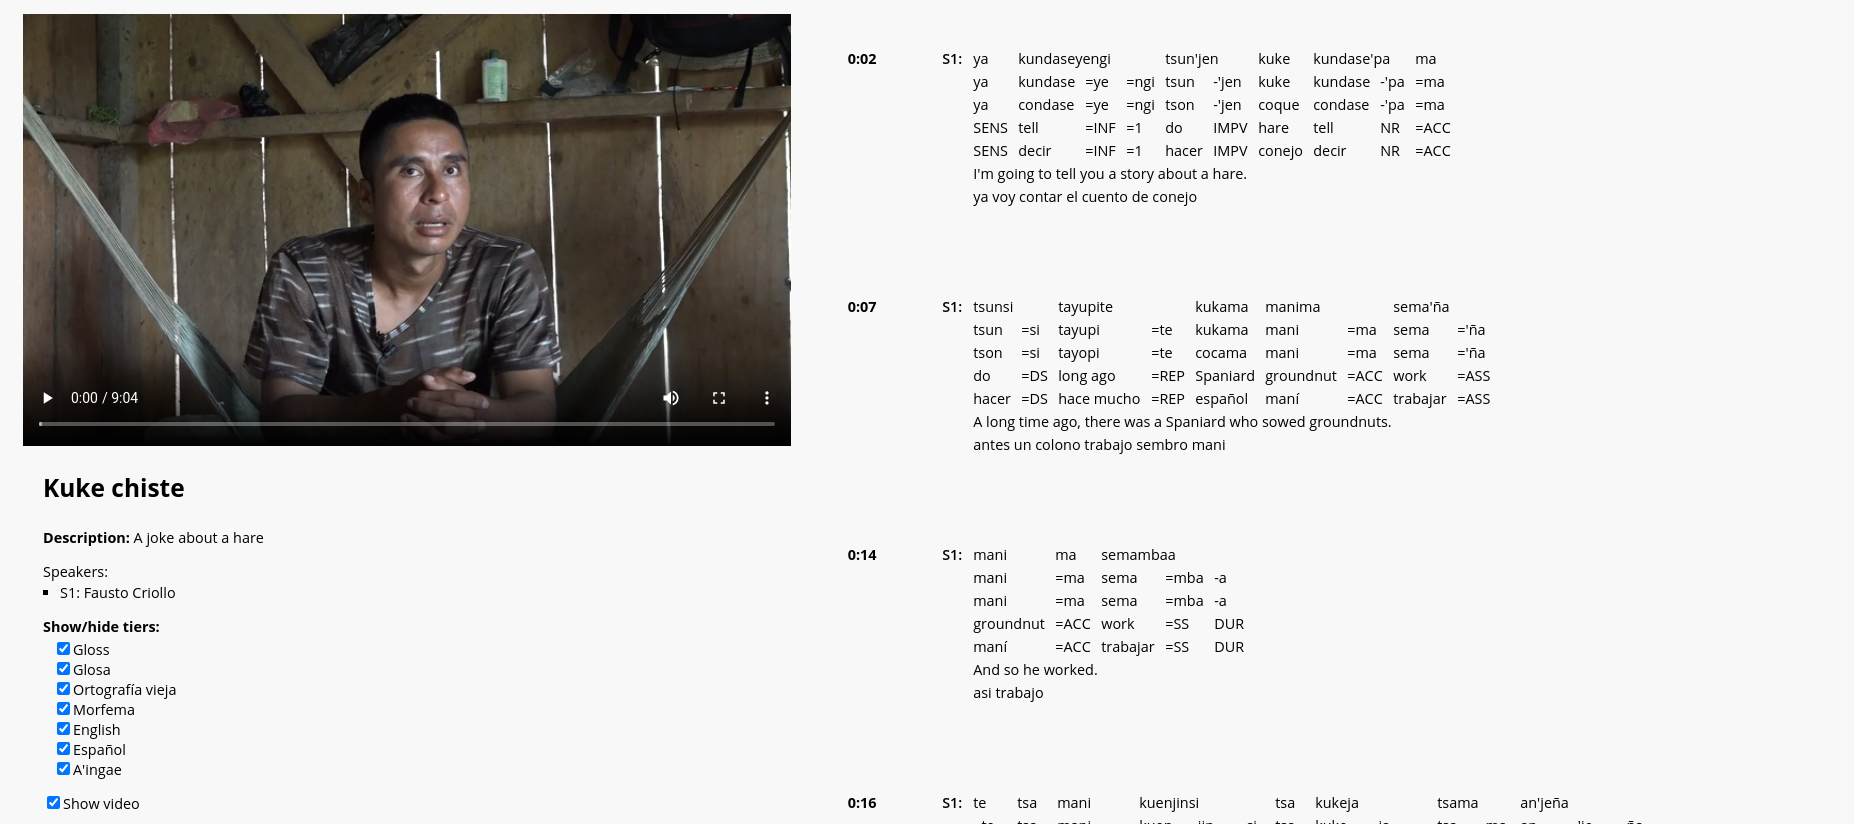 0:00 / 9:04
Kuke chiste
Description: A joke about a hare
Speakers:
S1: Fausto Criollo
Show/hide tiers:
Gloss
Glosa
Ortografía vieja
Morfema
English
Español
A'ingae
Show video
0:02 S1: ya kundaseyengi tsun'jen kuke kundase'pa ma
ya kundase =ye =ngi tsun -'jen kuke kundase -'pa =ma
ya condase =ye =ngi tson -'jen coque condase -'pa =ma
SENS tell =INF =1 do IMPV hare tell NR =ACC
SENS decir =INF =1 hacer IMPV conejo decir NR =ACC
I'm going to tell you a story about a hare.
ya voy contar el cuento de conejo
0:07 S1: tsunsi tayupite kukama manima sema'ña
tsun =si tayupi =te kukama mani =ma sema ='ña
tson =si tayopi =te cocama mani =ma sema ='ña
do =DS long ago =REP Spaniard groundnut =ACC work =ASS
hacer =DS hace mucho =REP español maní =ACC trabajar =ASS
A long time ago, there was a Spaniard who sowed groundnuts.
antes un colono trabajo sembro mani
0:14 S1: mani ma semambaa
mani =ma sema =mba -a
mani =ma sema =mba -a
groundnut =ACC work =SS DUR
maní =ACC trabajar =SS DUR
And so he worked.
asi trabajo
0:16 S1: te tsa mani kuenjinsi tsa kukeja tsama an'jeña